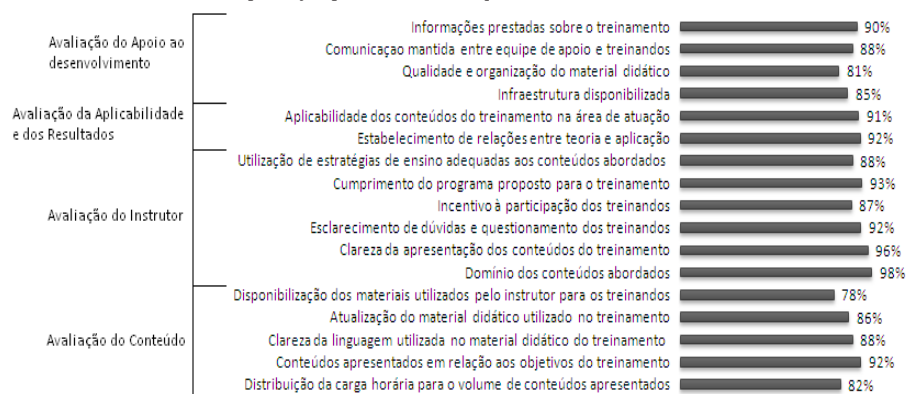 Avaliação do Apoio ao
desenvolvimento
Informações prestadas sobre o treinamento 90%
Comunicaçao mantida entre equipe de apoio e treinandos 88%
Qualidade e organização do material didático 81%
Infraestrutura disponibilizada 85%
Avaliação da Aplicabilidade
e dos Resultados
Aplicabilidade dos conteúdos do treinamento na área de atuação 91%
Estabelecimento de relações entre teoria e aplicação 92%
Avaliação do Instrutor
Utilização de estratégias de ensino adequadas aos conteúdos abordados 88%
Cumprimento do programa proposto para o treinamento 93%
Incentivo à participação dos treinandos 87%
Esclarecimento de dúvidas e questionamento dos treinandos 92%
Clareza da apresentação dos conteúdos do treinamento 96%
Domínio dos conteúdos abordados 98%
Avaliação do Conteúdo
Disponibilização dos materiais utilizados pelo instrutor para os treinandos 78%
Atualização do material didático utilizado no treinamento 86%
Clareza da linguagem utilizada no material didático do treinamento 88%
Conteúdos apresentados em relação aos objetivos do treinamento 92%
Distribuição da carga horária para o volume de conteúdos apresentados 82%